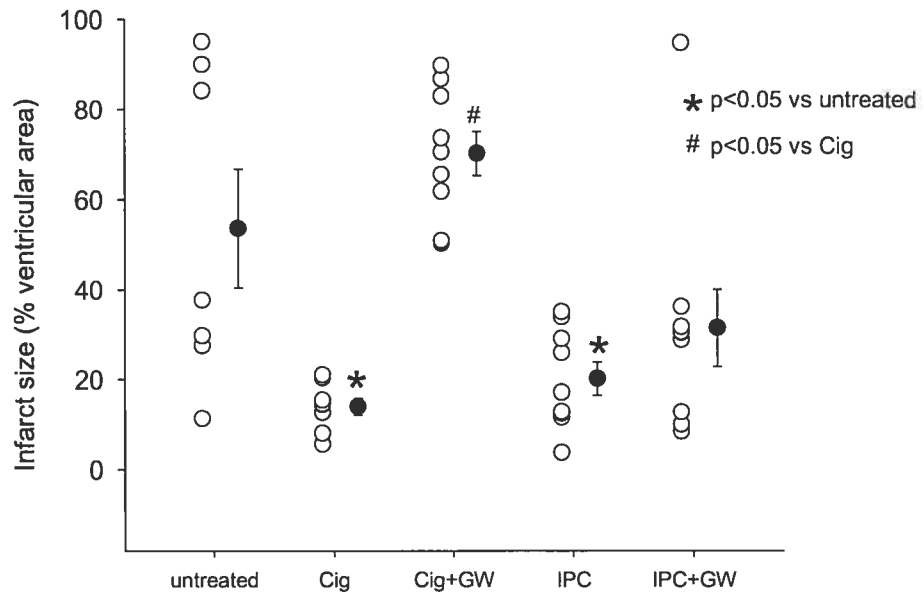 100
80
60
40
20
0
Infarct size (% ventricular area)
* p<0.05 vs untreated
# p<0.05 vs Cig
*
#
*
untreated Cig Cig+GW IPC IPC+GW